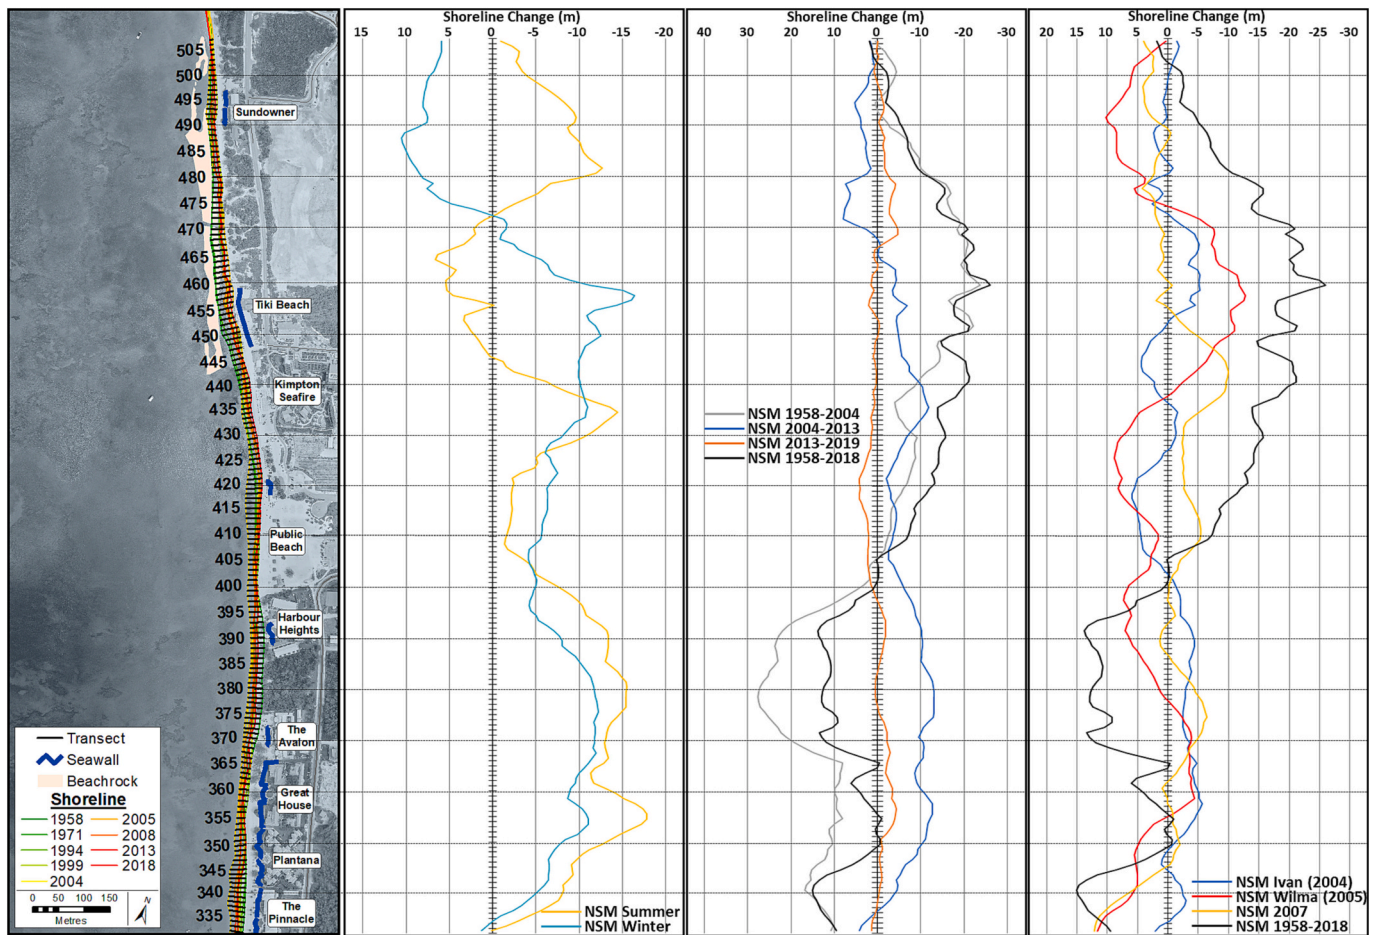 505
500
495
490
485
480
475
470
465
460
455
450
445
440
435
430
425
420
415
410
405
400
395
390
385
380
375
370
365
360
355
350
345
340
335
Sundowner
Tiki Beach
Kimpton
Seafire
Public
Beach
Harbour
Heights
The
Avalon
Great
House
Plantana
The
Pinnacle
Transect
Seawall
Beachrock
Shoreline
1958
1971
1994
1999
2004
2005
2008
2013
2018
0 50 100 150
Metres
N
Shoreline Change (m)
15 10 5 0 -5 -10 -15 -20
NSM Summer
NSM Winter
Shoreline Change (m)
20 10 0 -10 -20 -30
NSM 1958-2004
NSM 2004-2013
NSM 2013-2019
NSM 1958-2018
Shoreline Change (m)
20 15 10 5 0 -5 -10 -15 -20 -25 -30
NSM Ivan (2004)
NSM Wilma (2005)
NSM 2007
NSM 1958-2018